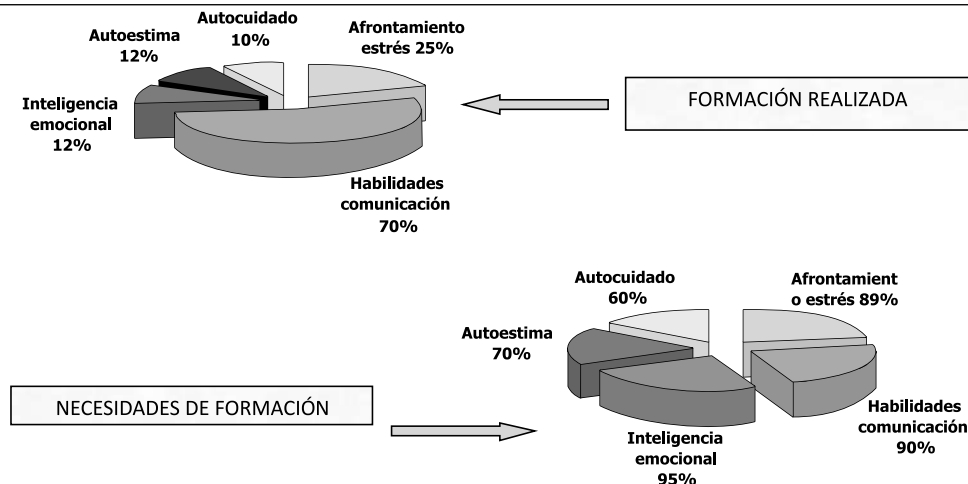 Autocuidado
10%
Afrontamiento
estrés 25%
Autoestima
12%
Inteligencia
emocional
12%
FORMACIÓN REALIZADA
Habilidades
comunicación
70%
Autocuidado
60%
Afrontamient
o estrés 89%
Autoestima
70%
NECESIDADES DE FORMACIÓN
Habilidades
comunicación
90%
Inteligencia
emocional
95%